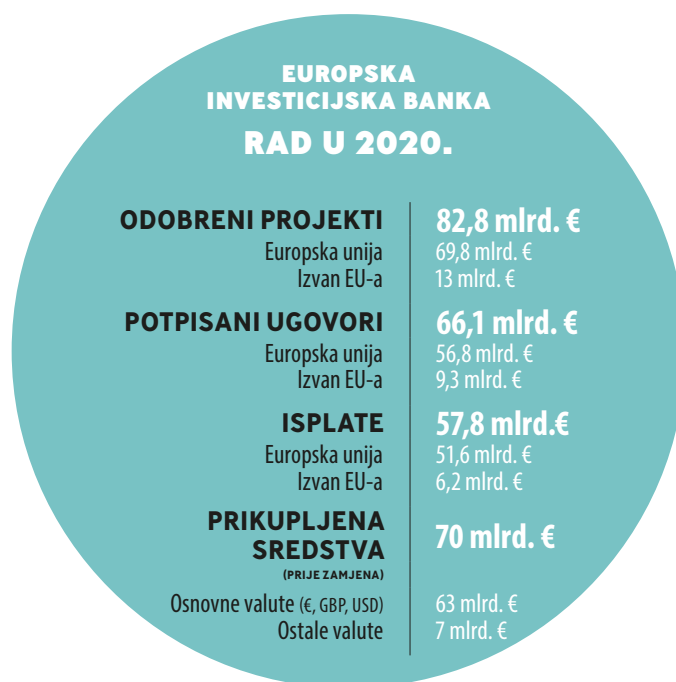 EUROPSKA
INVESTICIJSKA BANKA
RAD U 2020.
ODOBRENI PROJEKTI 82,8 mlrd. €
Europska unija 69,8 mlrd. €
Izvan EU-a 13 mlrd. €
POTPISANI UGOVORI 66,1 mlrd. €
Europska unija 56,8 mlrd. €
Izvan EU-a 9,3 mlrd. €
ISPLATE 57,8 mlrd.€
Europska unija 51,6 mlrd. €
Izvan EU-a 6,2 mlrd. €
PRIKUPLJENA
SREDSTVA 70 mlrd. €
(PRIJE ZAMJENA)
Osnovne valute (€, GBP, USD) 63 mlrd. €
Ostale valute 7 mlrd. €